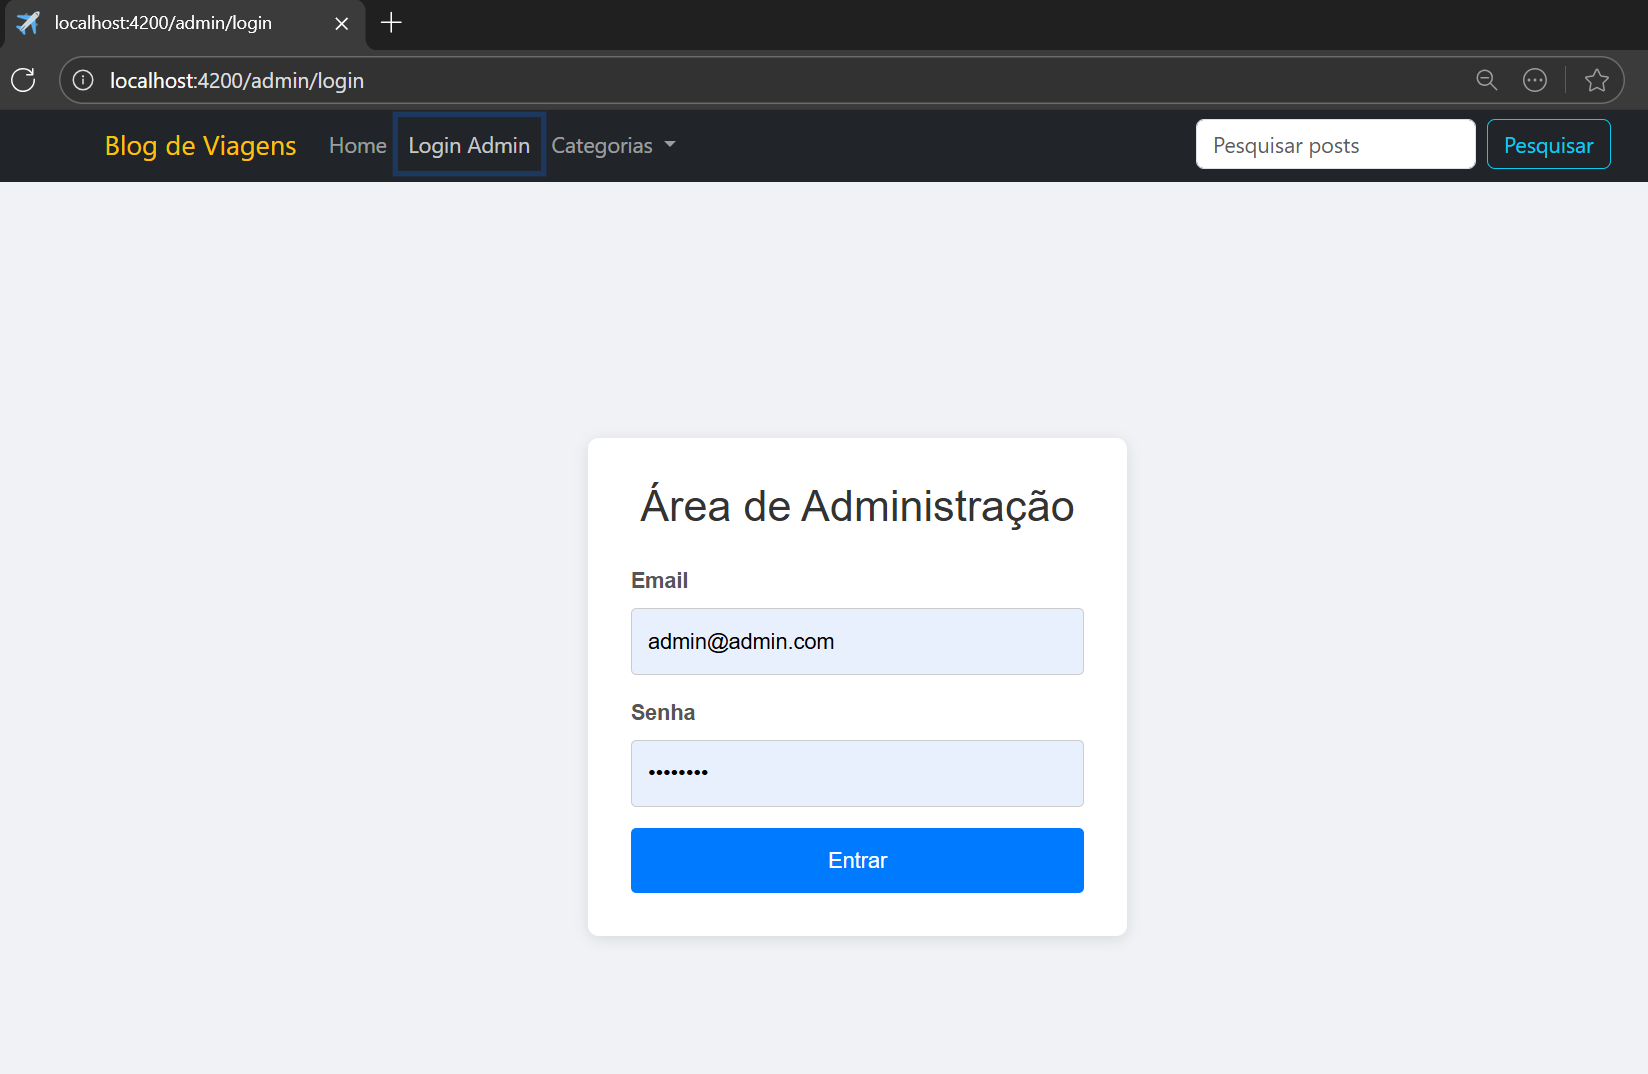 localhost:4200/admin/login
localhost:4200/admin/login
Blog de Viagens Home Login Admin Categorias Pesquisar posts Pesquisar
Área de Administração
Email
admin@admin.com
Senha
••••••••
Entrar